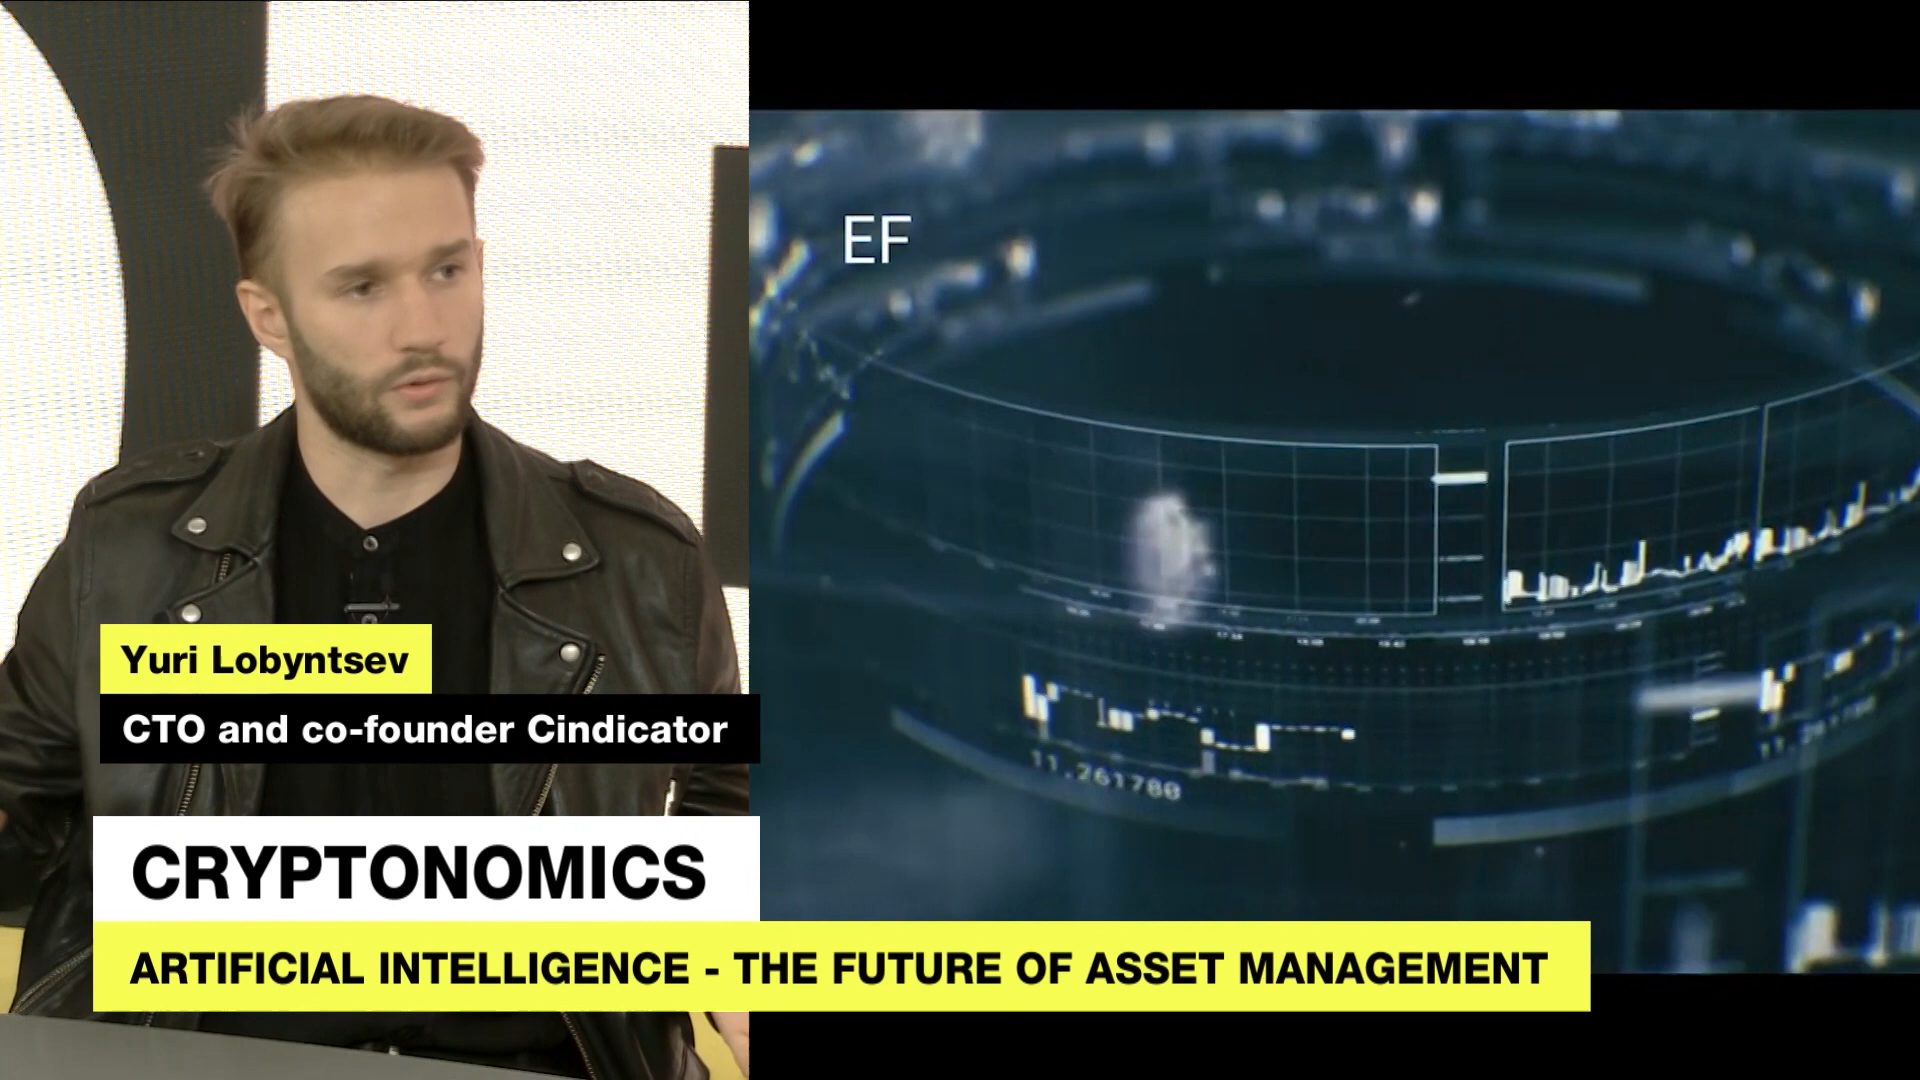 EF
11.261780
Yuri Lobyntsev
CTO and co-founder Cindicator
CRYPTONOMICS
ARTIFICIAL INTELLIGENCE - THE FUTURE OF ASSET MANAGEMENT